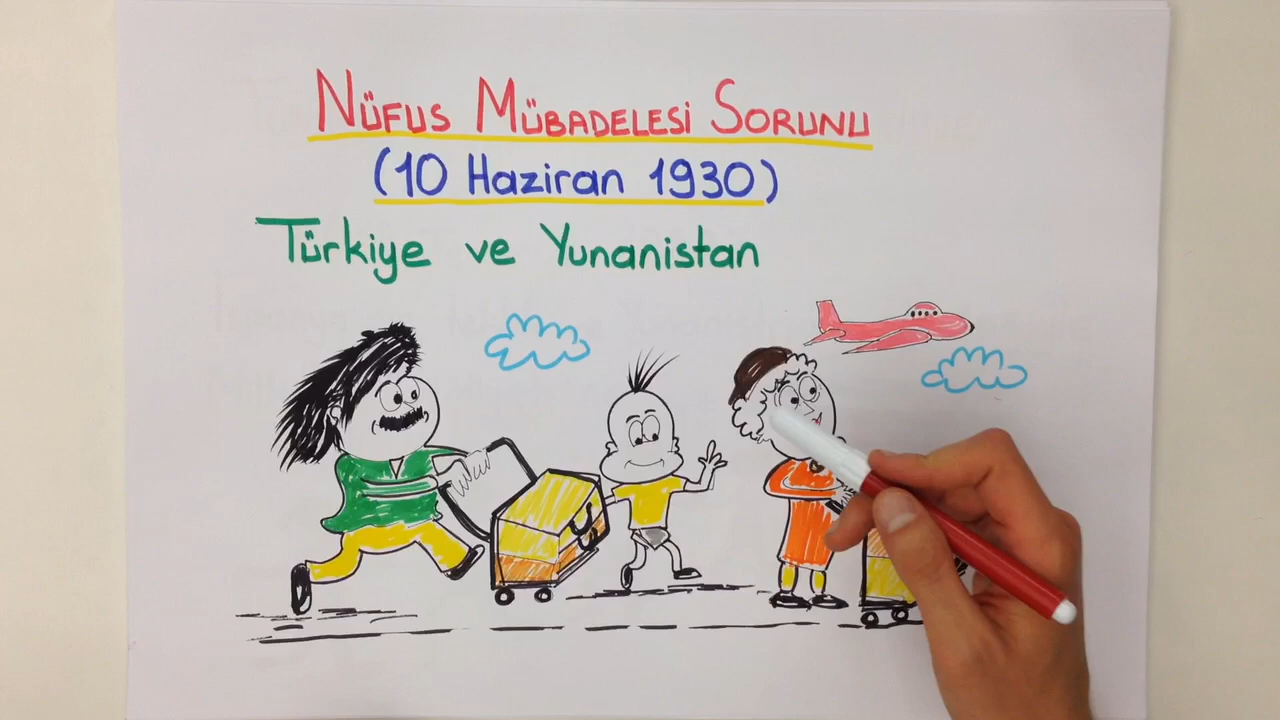 NÜFUS MÜBADELESİ SORUNU
(10 Haziran 1930)
Türkiye ve Yunanistan